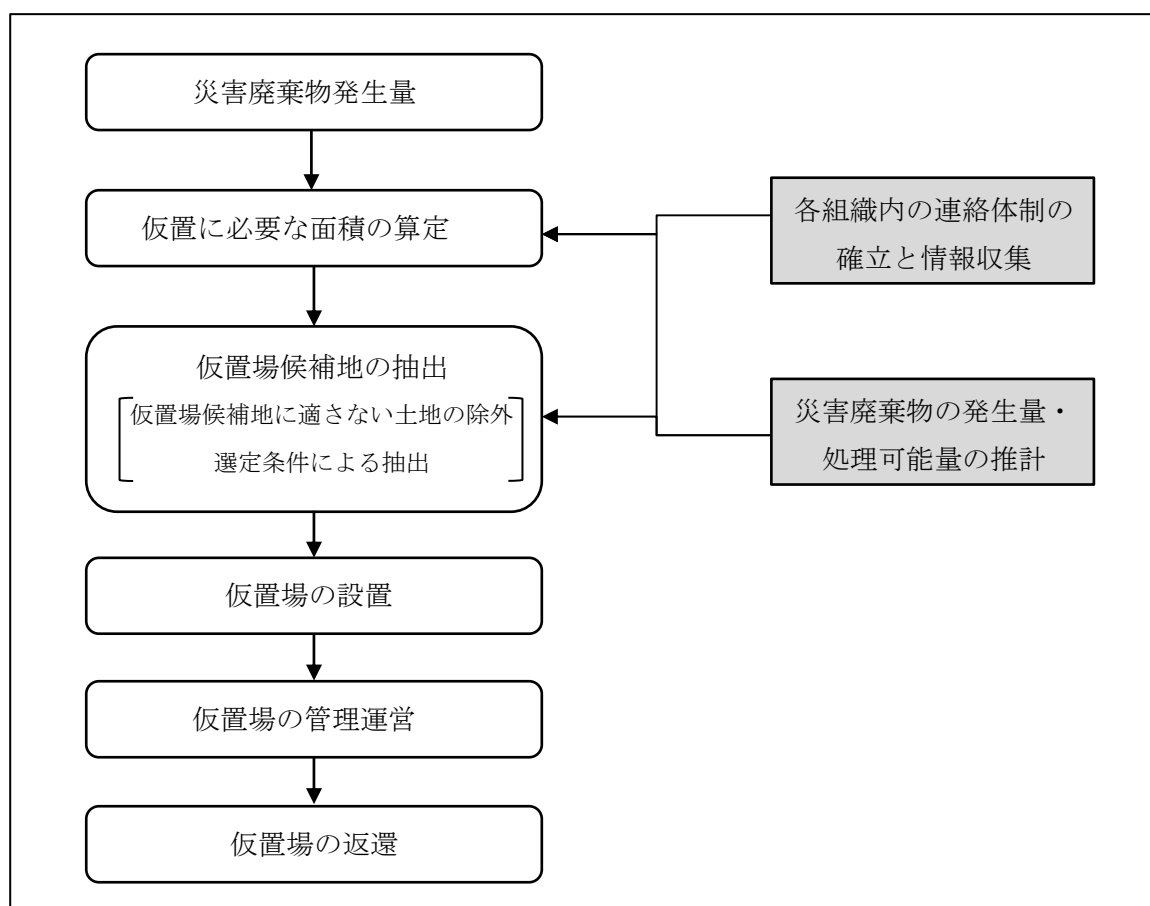 災害廃棄物発生量
仮置に必要な面積の算定
仮置場候補地の抽出
仮置場候補地に適さない土地の除外
選定条件による抽出
仮置場の設置
仮置場の管理運営
仮置場の返還
各組織内の連絡体制の
確立と情報収集
災害廃棄物の発生量・
処理可能量の推計